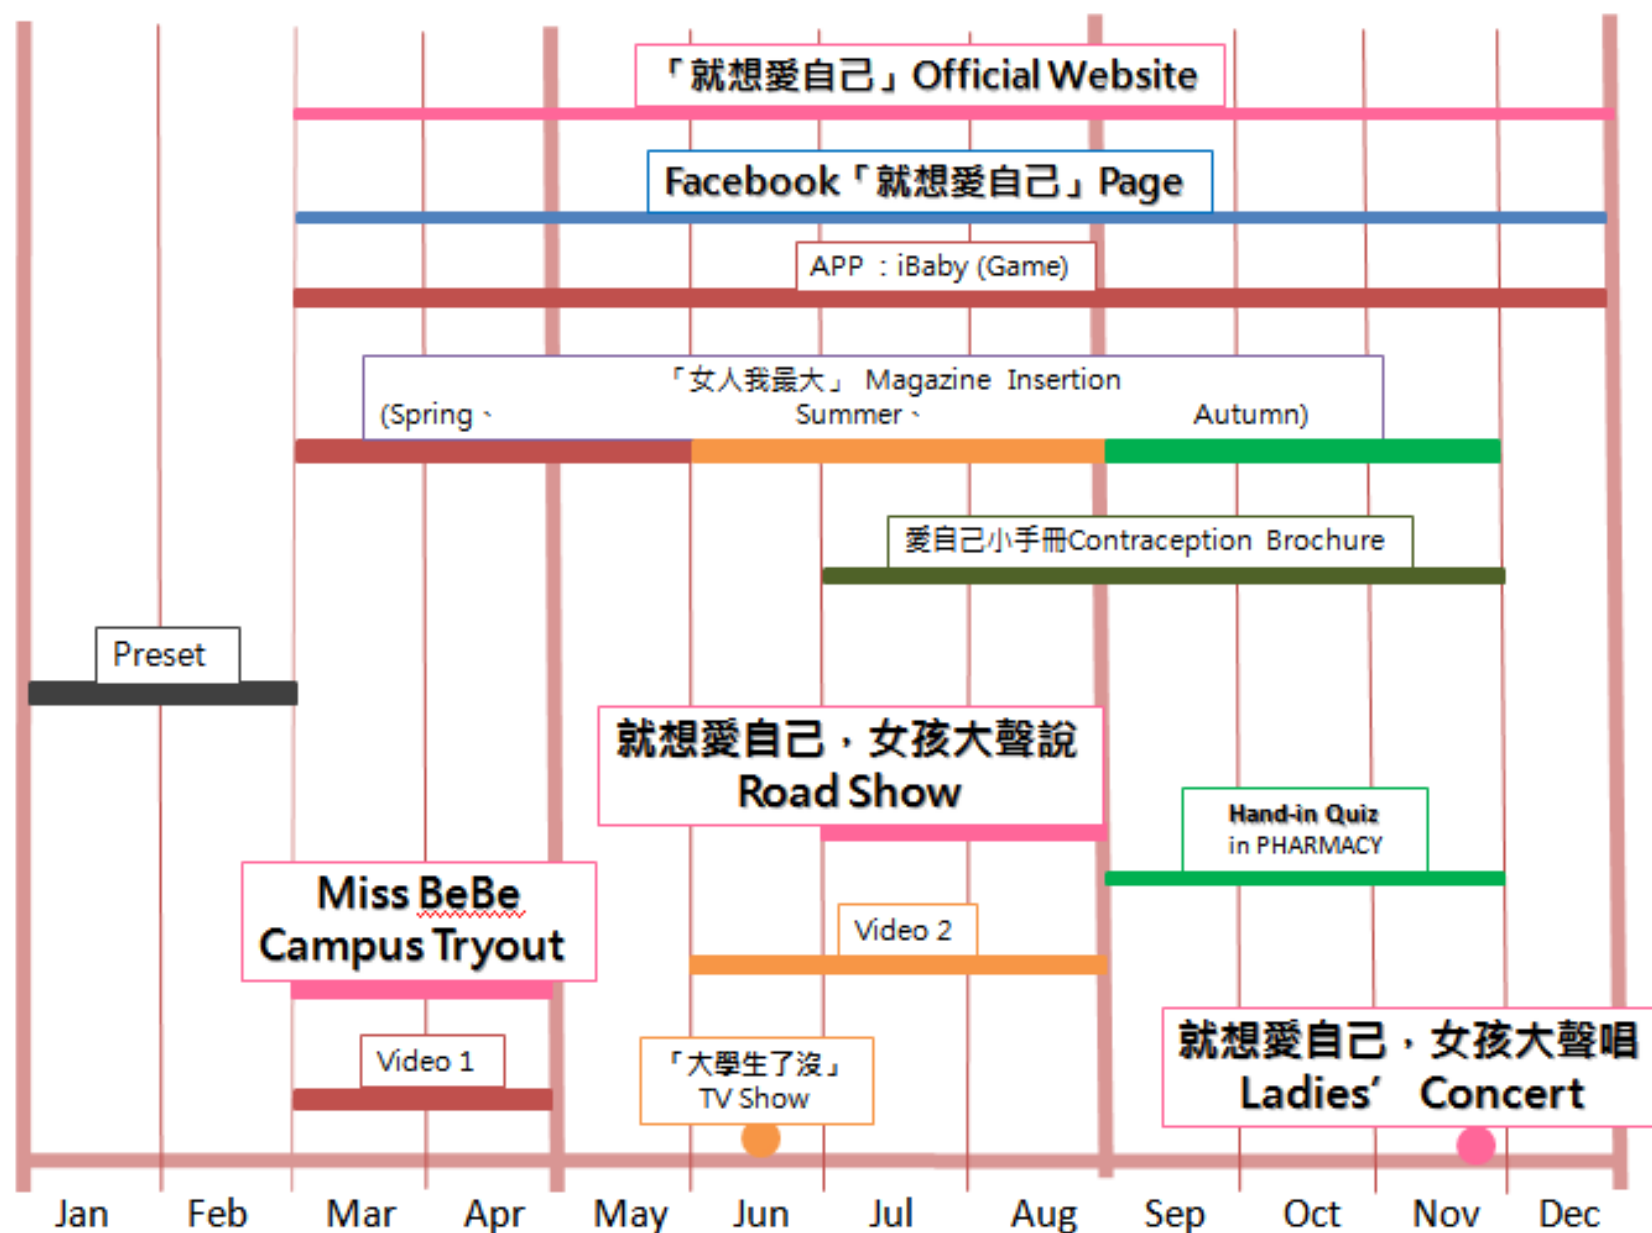 「就想愛自己」Official Website
Facebook「就想愛自己」Page
APP ：iBaby (Game)
「女人我最大」 Magazine Insertion
(Spring、 Summer、 Autumn)
愛自己小手冊Contraception Brochure
Preset
就想愛自己，女孩大聲說
Road Show
Hand-in Quiz
in PHARMACY
Miss BeBe
Campus Tryout
Video 2
Video 1
「大學生了沒」
TV Show
就想愛自己，女孩大聲唱
Ladies’ Concert
Jan Feb Mar Apr May Jun Jul Aug Sep Oct Nov Dec